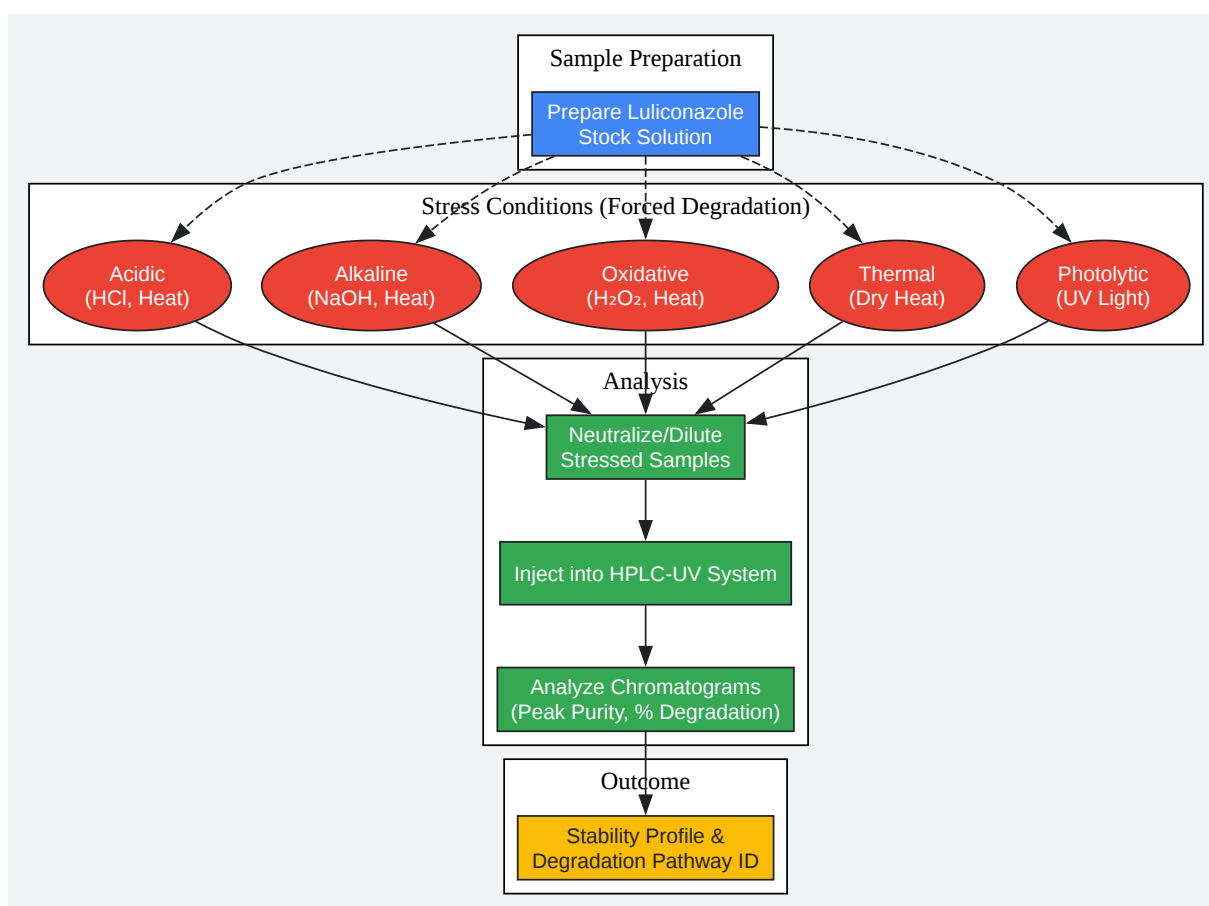 Sample Preparation
Prepare Luliconazole
Stock Solution
Stress Conditions (Forced Degradation)
Acidic
(HCl, Heat)
Alkaline
(NaOH, Heat)
Oxidative
(H₂O₂, Heat)
Thermal
(Dry Heat)
Photolytic
(UV Light)
Analysis
Neutralize/Dilute
Stressed Samples
Inject into HPLC-UV System
Analyze Chromatograms
(Peak Purity, % Degradation)
Outcome
Stability Profile &
Degradation Pathway ID